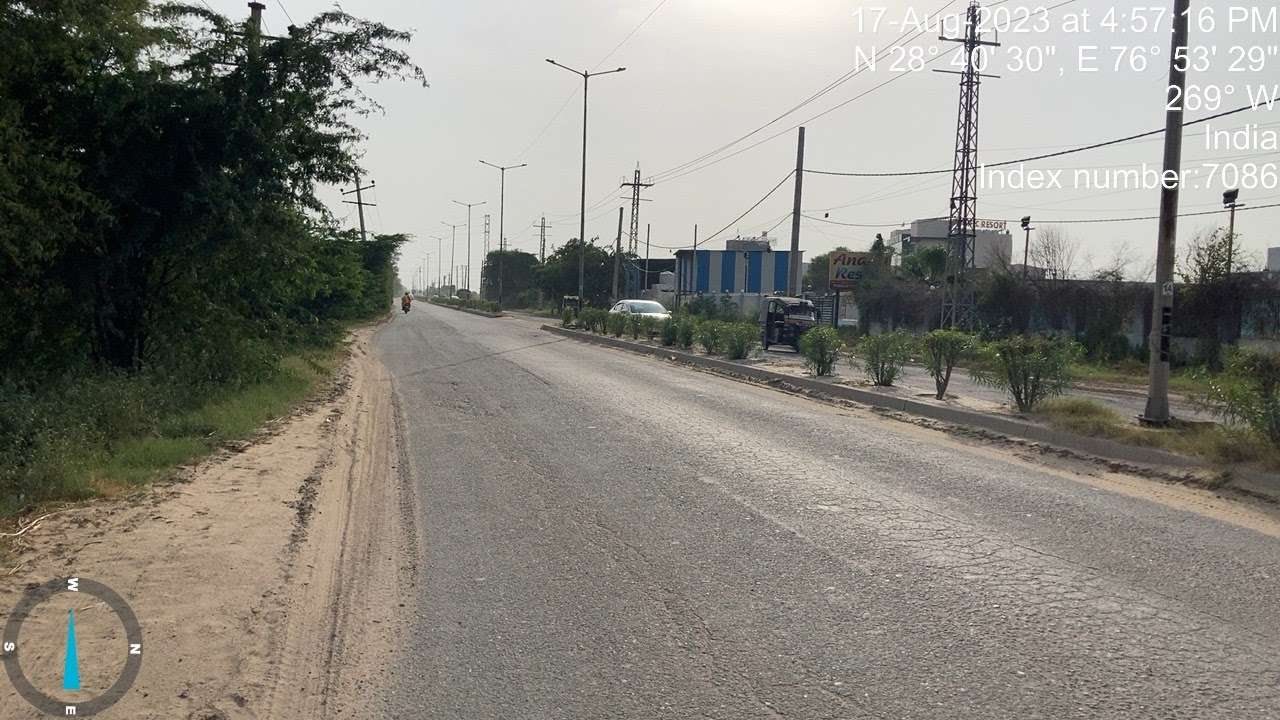 17-Aug-2023 at 4:57:16 PM
N 28° 40' 30", E 76° 53' 29"
269° W
India
Index number:7086
RESORT
W
S
N
E